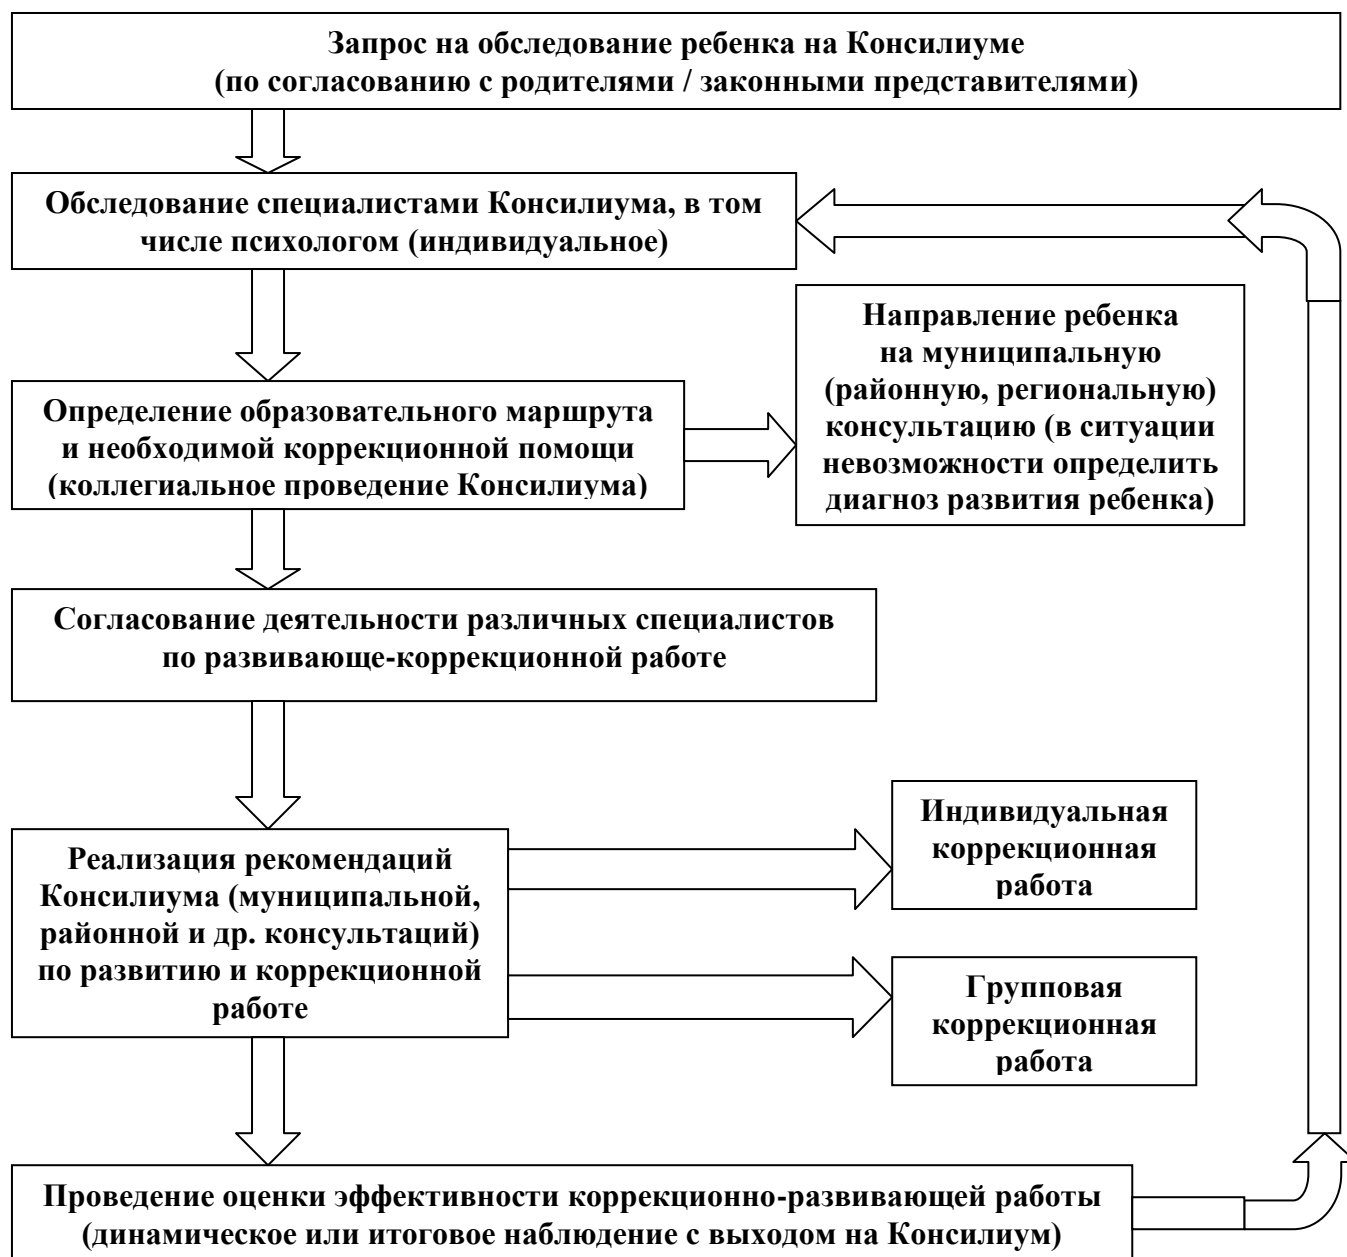 Запрос на обследование ребенка на Консилиуме
(по согласованию с родителями / законными представителями)
Обследование специалистами Консилиума, в том
числе психологом (индивидуальное)
Направление ребенка
на муниципальную
(районную, региональную)
консультацию (в ситуации
невозможности определить
диагноз развития ребенка)
Определение образовательного маршрута
и необходимой коррекционной помощи
(коллегиальное проведение Консилиума)
Согласование деятельности различных специалистов
по развивающе-коррекционной работе
Реализация рекомендаций
Консилиума (муниципальной,
районной и др. консультаций)
по развитию и коррекционной
работе
Индивидуальная
коррекционная
работа
Групповая
коррекционная
работа
Проведение оценки эффективности коррекционно-развивающей работы
(динамическое или итоговое наблюдение с выходом на Консилиум)